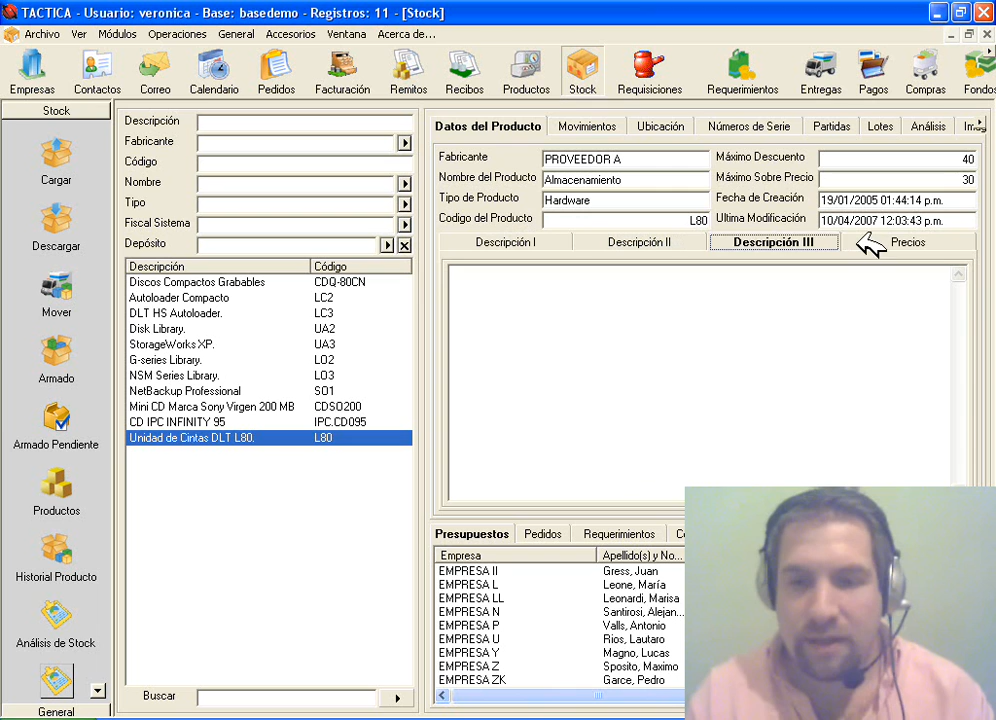 TACTICA - Usuario: veronica - Base: basedemo - Registros: 11 - [Stock]
Archivo Ver Módulos Operaciones General Accesorios Ventana Acerca de...
Empresas Contactos Correo Calendario Pedidos Facturación Remitos Recibos Productos Stock Requisiciones Requerimientos Entregas Pagos Compras Fondos
Stock
Cargar
Descargar
Mover
Armado
Armado Pendiente
Productos
Historial Producto
Análisis de Stock
General
Descripción
Fabricante
Código
Nombre
Tipo
Fiscal Sistema
Depósito
Descripción Código
Discos Compactos Grabables CDQ-80CN
Autoloader Compacto LC2
DLT HS Autoloader. LC3
Disk Library. UA2
StorageWorks XP. UA3
G-series Library. LO2
NSM Series Library. LO3
NetBackup Professional SO1
Mini CD Marca Sony Virgen 200 MB CDSO200
CD IPC INFINITY 95 IPC.CD095
Unidad de Cintas DLT L80. L80
Buscar
Datos del Producto Movimientos Ubicación Números de Serie Partidas Lotes Análisis
Fabricante PROVEEDOR A Máximo Descuento 40
Nombre del Producto Almacenamiento Máximo Sobre Precio 30
Tipo de Producto Hardware Fecha de Creación 19/01/2005 01:44:14 p.m.
Codigo del Producto L80 Ultima Modificación 10/04/2007 12:03:43 p.m.
Descripción I Descripción II Descripción III Precios
Presupuestos Pedidos Requerimientos
Empresa Apellido(s) y No...
EMPRESA II Gress, Juan
EMPRESA L Leone, María
EMPRESA LL Leonardi, Marisa
EMPRESA N Santirosi, Alejan...
EMPRESA P Valls, Antonio
EMPRESA U Rios, Lautaro
EMPRESA Y Magno, Lucas
EMPRESA Z Sposito, Maximo
EMPRESA ZK Garce, Pedro